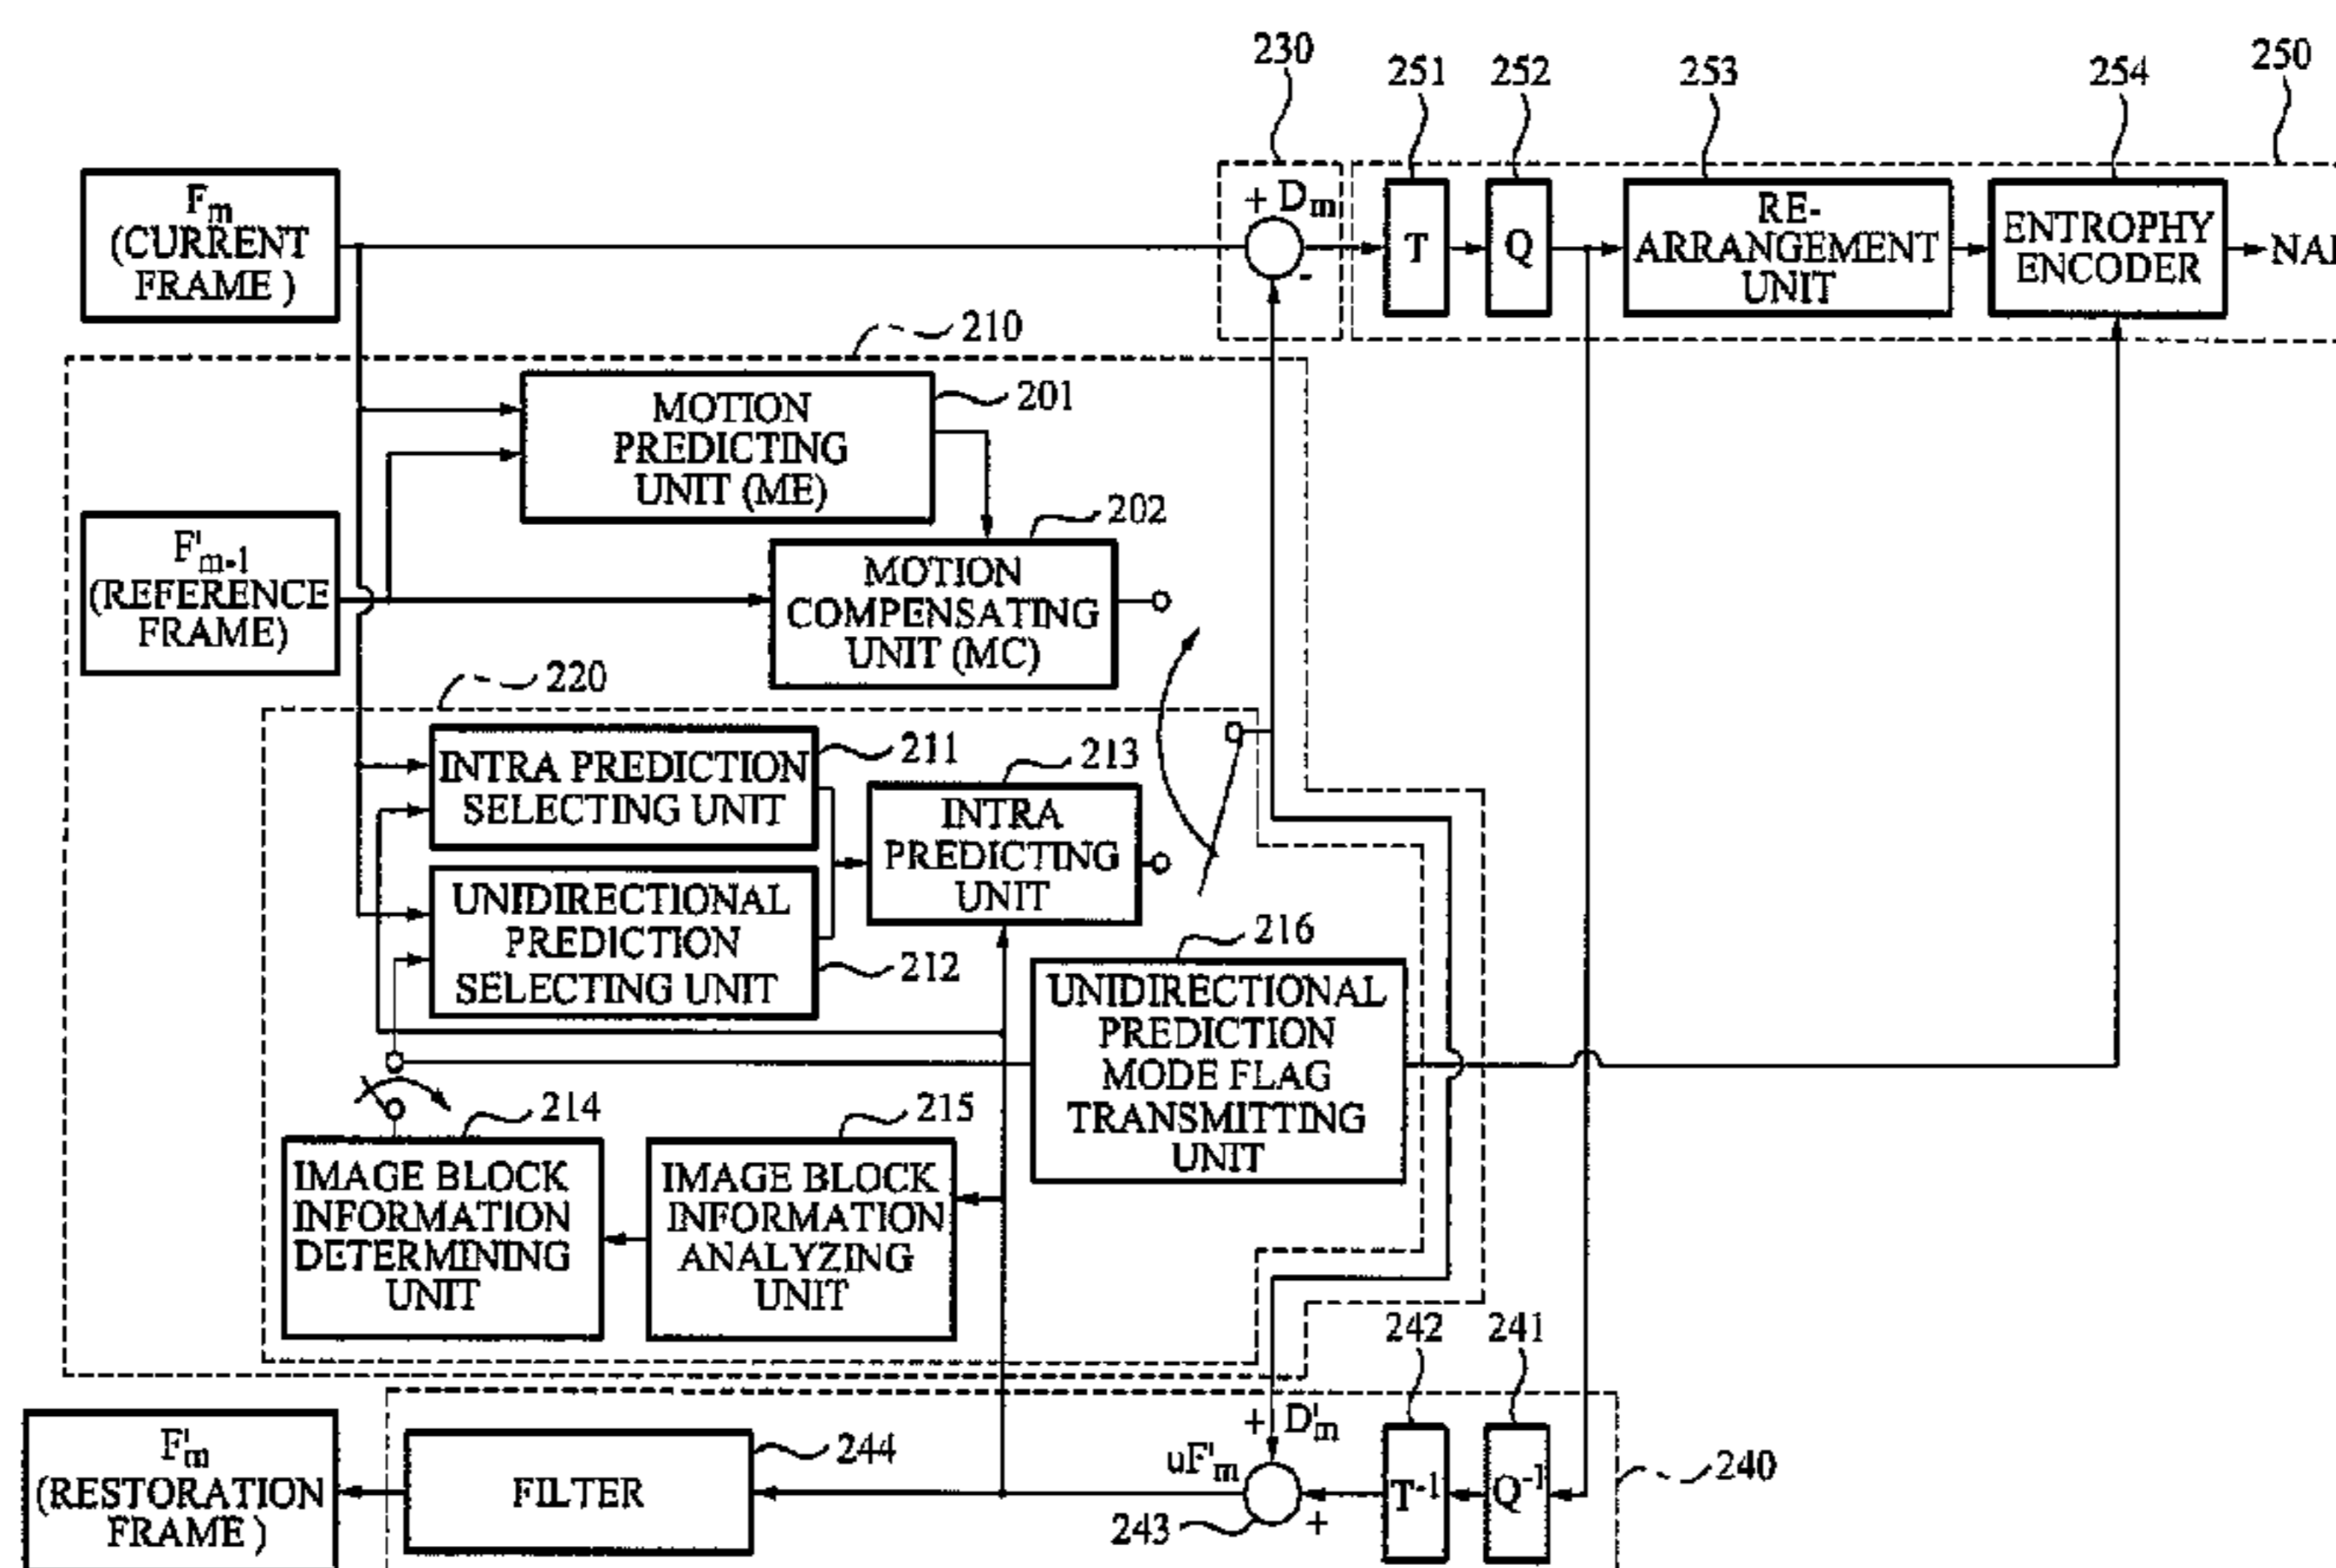 230
251
252
253
254
250
Fm
(CURRENT
FRAME )
+ Dm
-
T
Q
RE-
ARRANGEMENT
UNIT
ENTROPHY
ENCODER
210
MOTION
PREDICTING
UNIT (ME)
201
F'm-1
(REFERENCE
FRAME)
202
MOTION
COMPENSATING
UNIT (MC)
220
INTRA PREDICTION
SELECTING UNIT
211
213
INTRA
PREDICTING
UNIT
UNIDIRECTIONAL
PREDICTION
SELECTING UNIT
212
216
UNIDIRECTIONAL
PREDICTION
MODE FLAG
TRANSMITTING
UNIT
214
215
IMAGE BLOCK
INFORMATION
DETERMINING
UNIT
IMAGE BLOCK
INFORMATION
ANALYZING
UNIT
242
241
F'm
(RESTORATION
FRAME )
FILTER
244
+ D'm
uF'm
243
+
T-1
Q-1
240